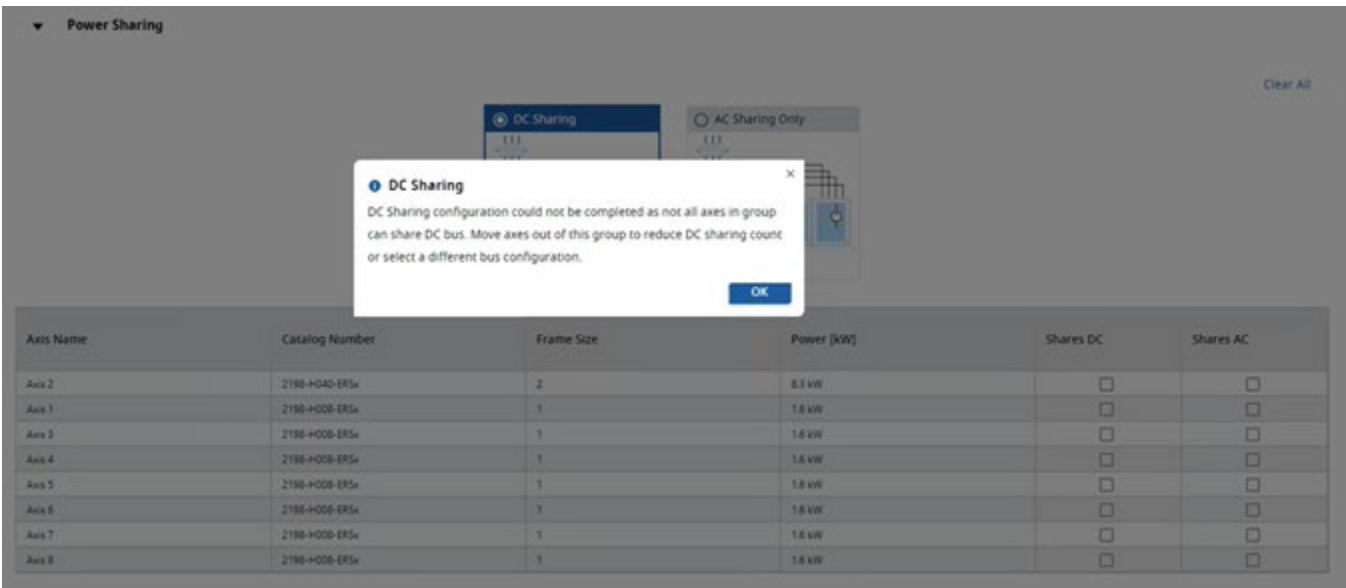 Power Sharing
Clear All
DC Sharing
AC Sharing Only
DC Sharing
DC Sharing configuration could not be completed as not all axes in group
can share DC bus. Move axes out of this group to reduce DC sharing count
or select a different bus configuration.
OK
Axis Name Catalog Number Frame Size Power [kW] Shares DC Shares AC
Axis 2 2198-H040-ERSx 2 8.3 kW
Axis 1 2198-H008-ERSx 1 1.6 kW
Axis 3 2198-H008-ERSx 1 1.6 kW
Axis 4 2198-H008-ERSx 1 1.6 kW
Axis 5 2198-H008-ERSx 1 1.6 kW
Axis 6 2198-H008-ERSx 1 1.6 kW
Axis 7 2198-H008-ERSx 1 1.6 kW
Axis 8 2198-H008-ERSx 1 1.6 kW